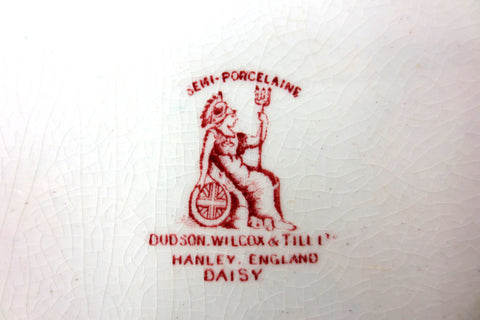 SEMI-PORCELAINE
DUDSON. WILCOX & TILL LTD
HANLEY. ENGLAND
DAISY